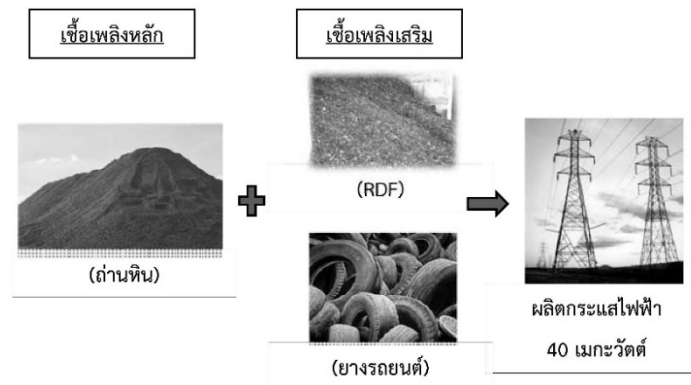 เชื้อเพลิงหลัก
เชื้อเพลิงเสริม
(RDF)
(ถ่านหิน)
(ยางรถยนต์)
ผลิตกระแสไฟฟ้า
40 เมกะวัตต์